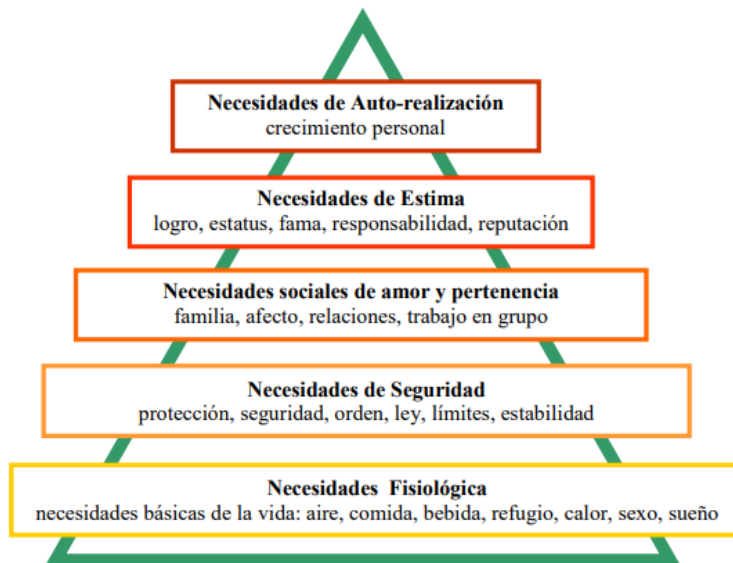 Necesidades de Auto-realización
crecimiento personal
Necesidades de Estima
logro, estatus, fama, responsabilidad, reputación
Necesidades sociales de amor y pertenencia
familia, afecto, relaciones, trabajo en grupo
Necesidades de Seguridad
protección, seguridad, orden, ley, límites, estabilidad
Necesidades Fisiológica
necesidades básicas de la vida: aire, comida, bebida, refugio, calor, sexo, sueño